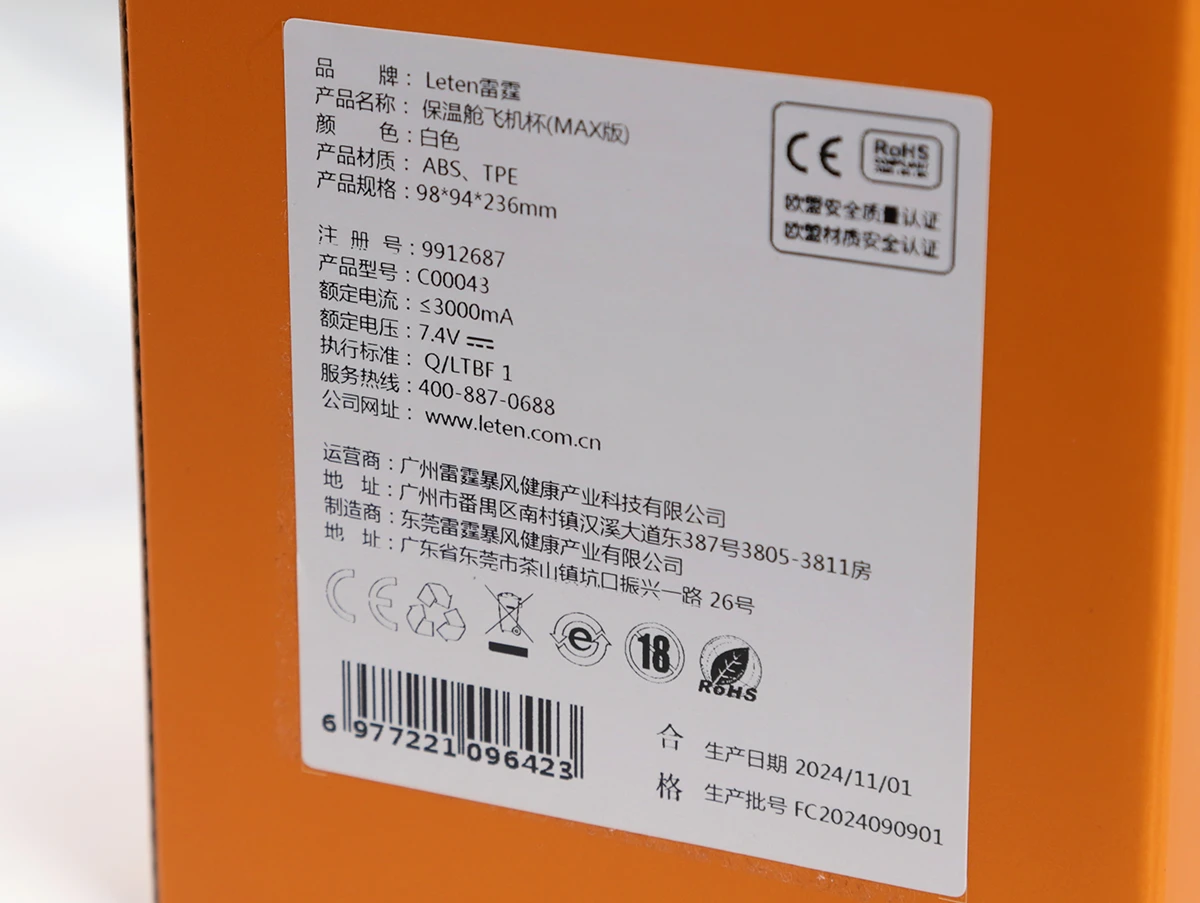 品 牌：Leten雷霆
产品名称：保温舱飞机杯(MAX版)
颜 色：白色
产品材质：ABS、TPE
产品规格：98*94*236mm
CE
RoHS
COMPLIANT
欧盟安全质量认证
欧盟材质安全认证
注 册 号：9912687
产品型号：C00043
额定电流：≤3000mA
额定电压：7.4V
执行标准：Q/LTBF 1
服务热线：400-887-0688
公司网址：www.leten.com.cn
运营商：广州雷霆暴风健康产业科技有限公司
地 址：广州市番禺区南村镇汉溪大道东387号3805-3811房
制造商：东莞雷霆暴风健康产业有限公司
地 址：广东省东莞市茶山镇坑口振兴一路 26号
CE
e
18
RoHS
6 977221 096423
合格
生产日期 2024/11/01
生产批号 FC2024090901